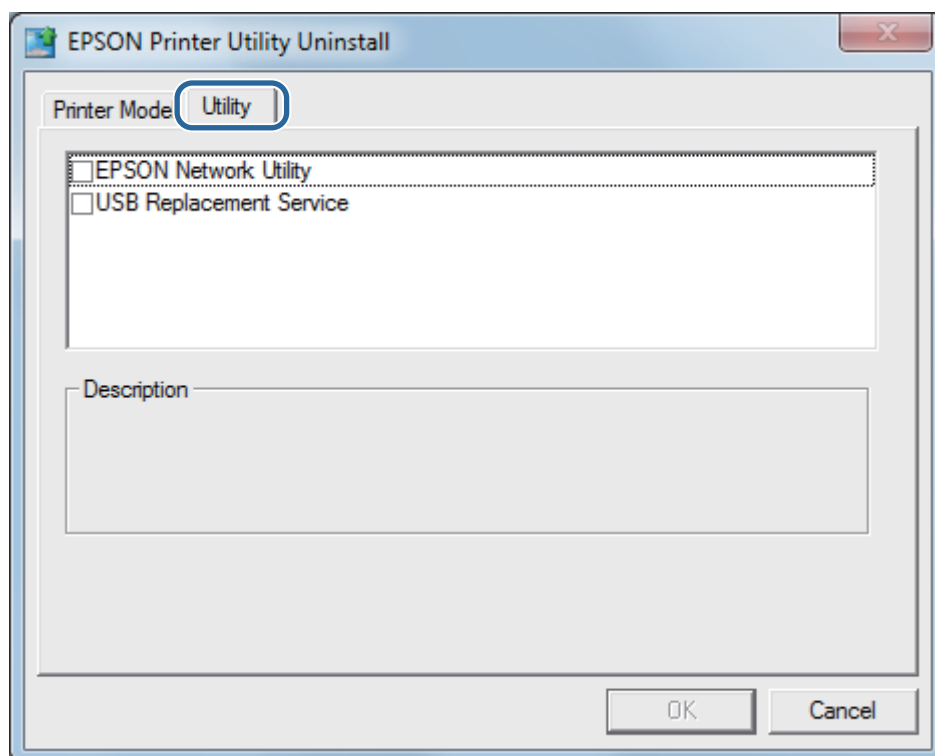 EPSON Printer Utility Uninstall
Printer Mode Utility
EPSON Network Utility
USB Replacement Service
Description
OK Cancel